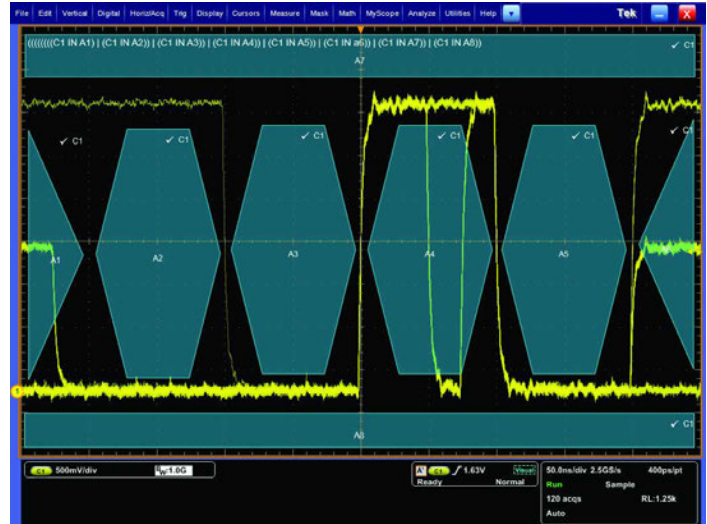 File Edit Vertical Digital Horiz/Acq Trig Display Cursors Measure Mask Math MyScope Analyze Utilities Help Tek X
((((((((C1 IN A1) | (C1 IN A2)) | (C1 IN A3)) | (C1 IN A4)) | (C1 IN A5)) | (C1 IN a6)) | (C1 IN A7)) | (C1 IN A8))
✓ C1
A7
✓ C1 ✓ C1 ✓ C1 ✓ C1 ✓ C1 ✓ C1
A1 A2 A3 A4 A5
1
✓ C1
A8
C1 500mV/div BW:1.0G
A' C1 ∫ 1.63V Visual
Ready Normal
50.0ns/div 2.5GS/s 400ps/pt
Run Sample
120 acqs RL:1.25k
Auto